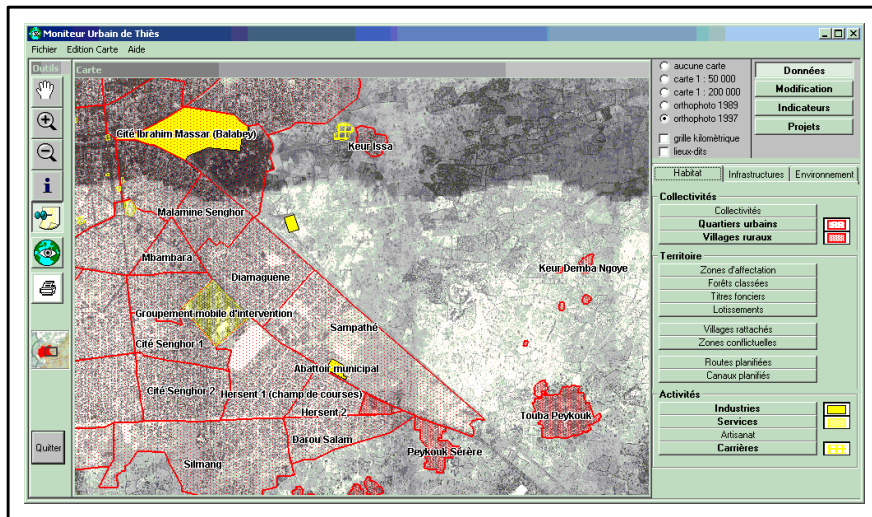 Moniteur Urbain de Thiès
Fichier Edition Carte Aide
Outils
Carte
i
Quitter
Cité Ibrahim Massar (Balabey)
Keur Issa
Malamine Senghor
Mbambara
Keur Demba Ngoye
Diamaguène
Groupement mobile d'intervention
Sampathé
Cité Senghor 1
Abattoir municipal
Cité Senghor 2
Hersent 1 (champ de courses)
Hersent 2
Touba Peykouk
Darou Salam
Peykouk Sérère
Silmang
aucune carte
carte 1 : 50 000
carte 1 : 200 000
orthophoto 1989
orthophoto 1997
grille kilomètrique
lieux-dits
Données
Modification
Indicateurs
Projets
Habitat Infrastructures Environnement
Collectivités
Collectivités
Quartiers urbains
Villages ruraux
Territoire
Zones d'affectation
Forêts classées
Titres fonciers
Lotissements
Villages rattachés
Zones conflictuelles
Routes planifiées
Canaux planifiés
Activités
Industries
Services
Artisanat
Carrières